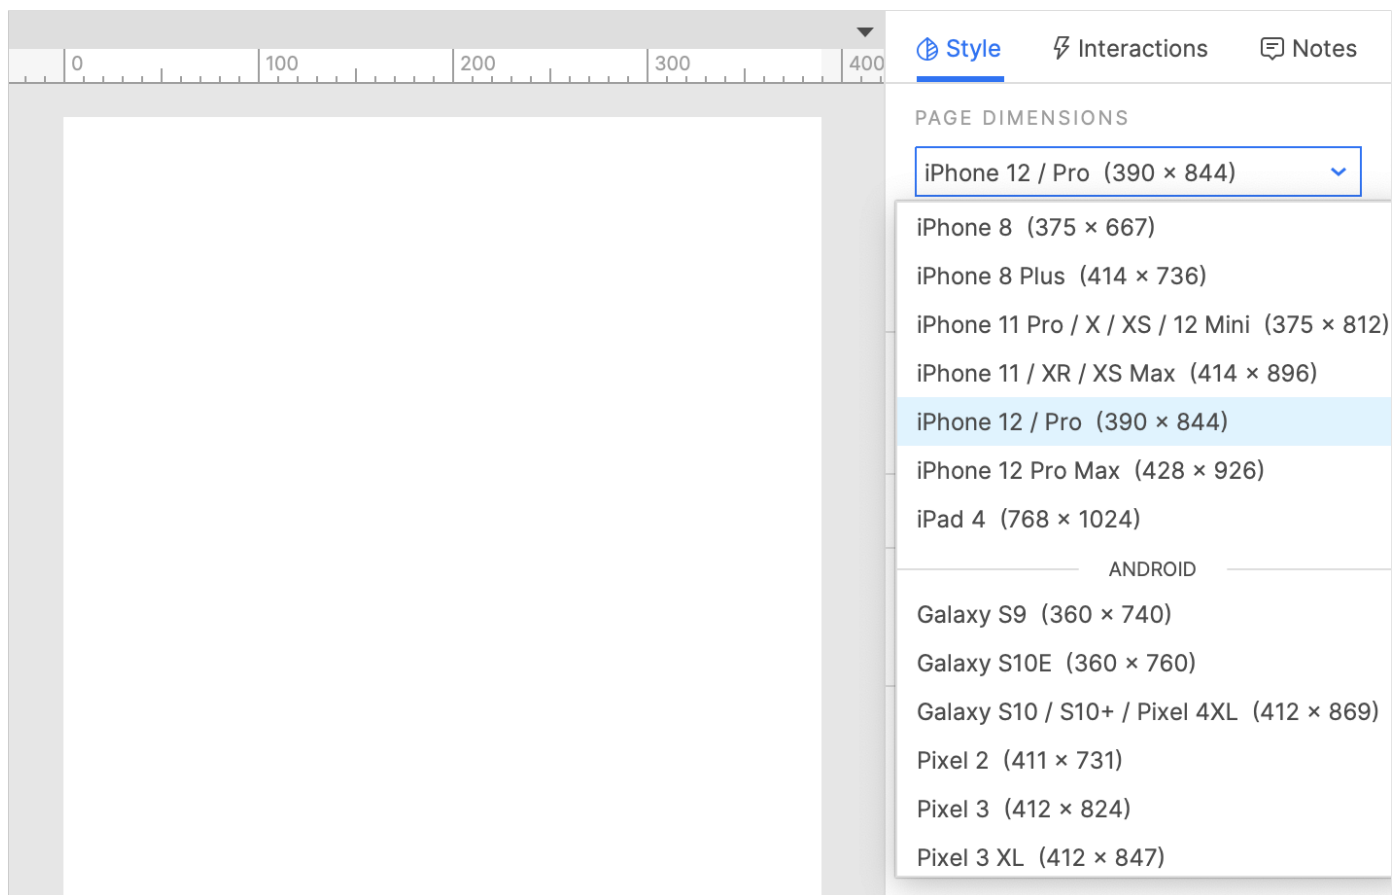 0 100 200 300 400
Style Interactions Notes
PAGE DIMENSIONS
iPhone 12 / Pro (390 × 844)
iPhone 8 (375 × 667)
iPhone 8 Plus (414 × 736)
iPhone 11 Pro / X / XS / 12 Mini (375 × 812)
iPhone 11 / XR / XS Max (414 × 896)
iPhone 12 / Pro (390 × 844)
iPhone 12 Pro Max (428 × 926)
iPad 4 (768 × 1024)
ANDROID
Galaxy S9 (360 × 740)
Galaxy S10E (360 × 760)
Galaxy S10 / S10+ / Pixel 4XL (412 × 869)
Pixel 2 (411 × 731)
Pixel 3 (412 × 824)
Pixel 3 XL (412 × 847)